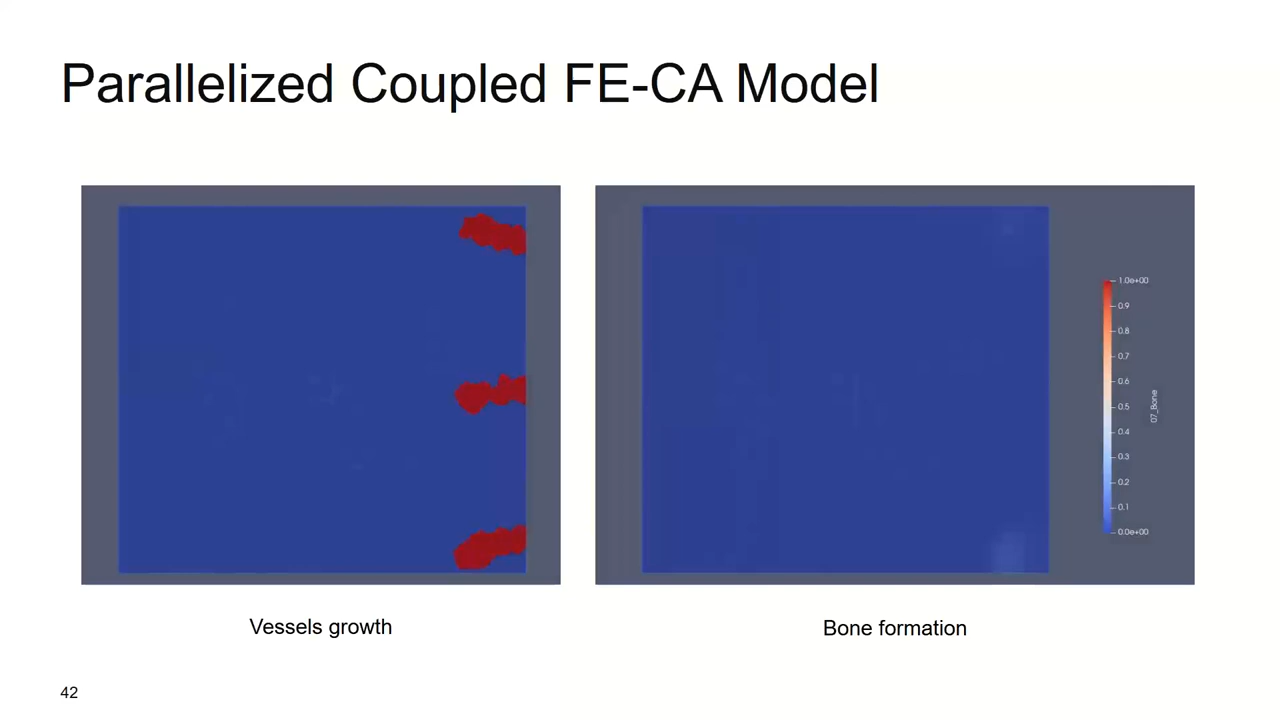 Parallelized Coupled FE-CA Model
1.0e+00
0.9
0.8
0.7
0.6
0.5
0.4
0.3
0.2
0.1
0.0e+00
07_Bone
Vessels growth
Bone formation
42